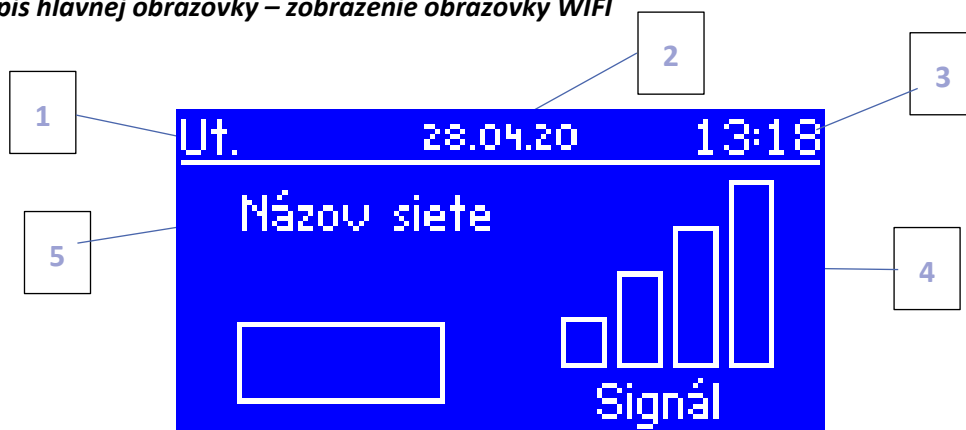 pis hlavnej obrazovky – zobrazenie obrazovky WIFI
2
3
1
Ut. 28.04.20 13:18
Názov siete
5
4
Signál